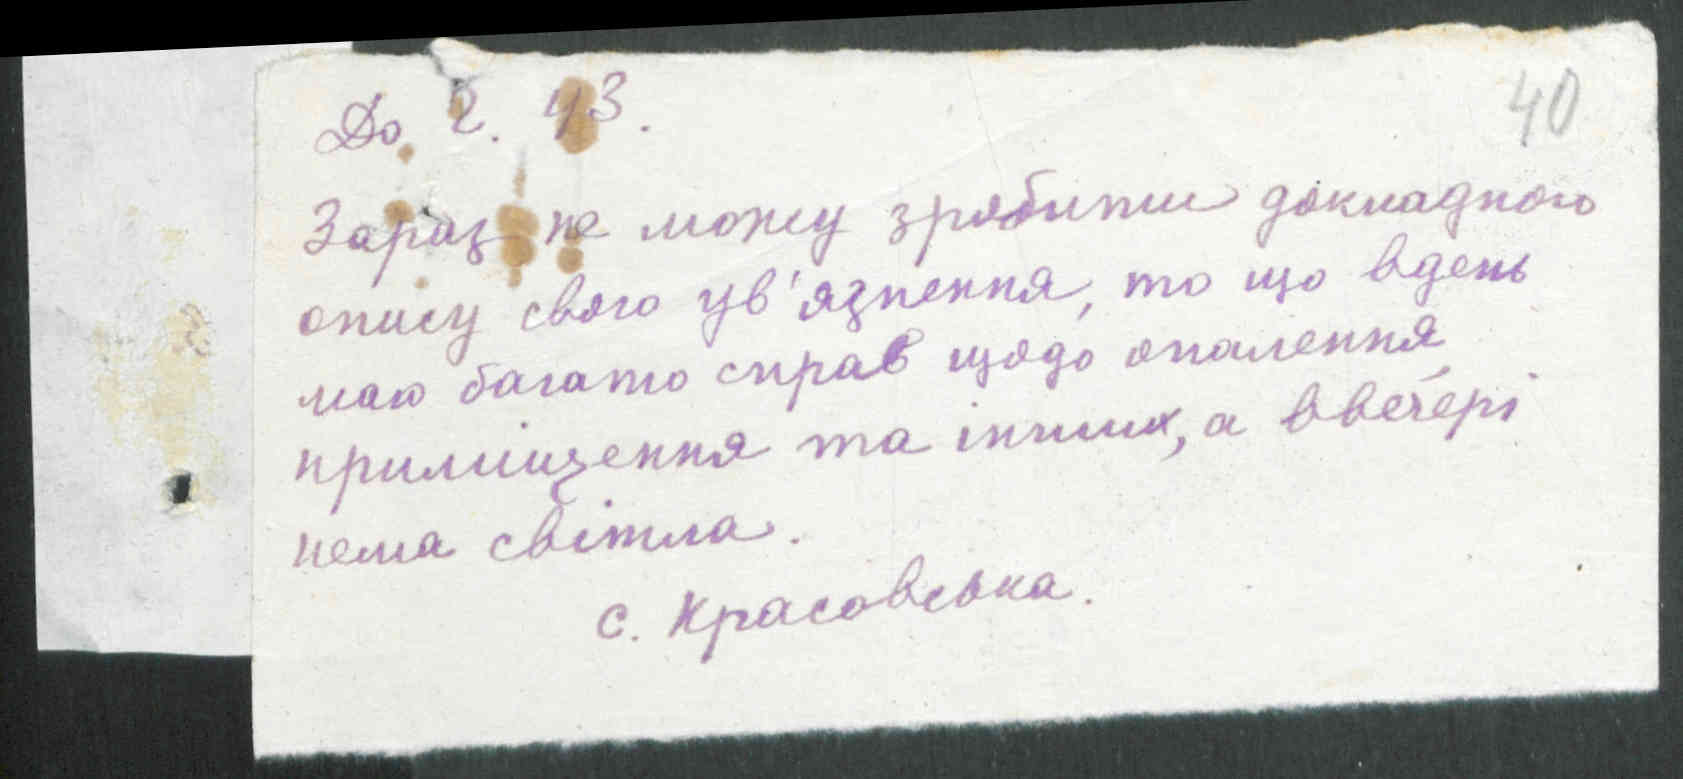 До г. ЧЗ.
40
Зараз не можу зробити докладного
опису свого ув'язнення, то що вдень
маю багато справ щодо опалення
приміщення та інших, а ввечері
нема світла.
С. Красовська.